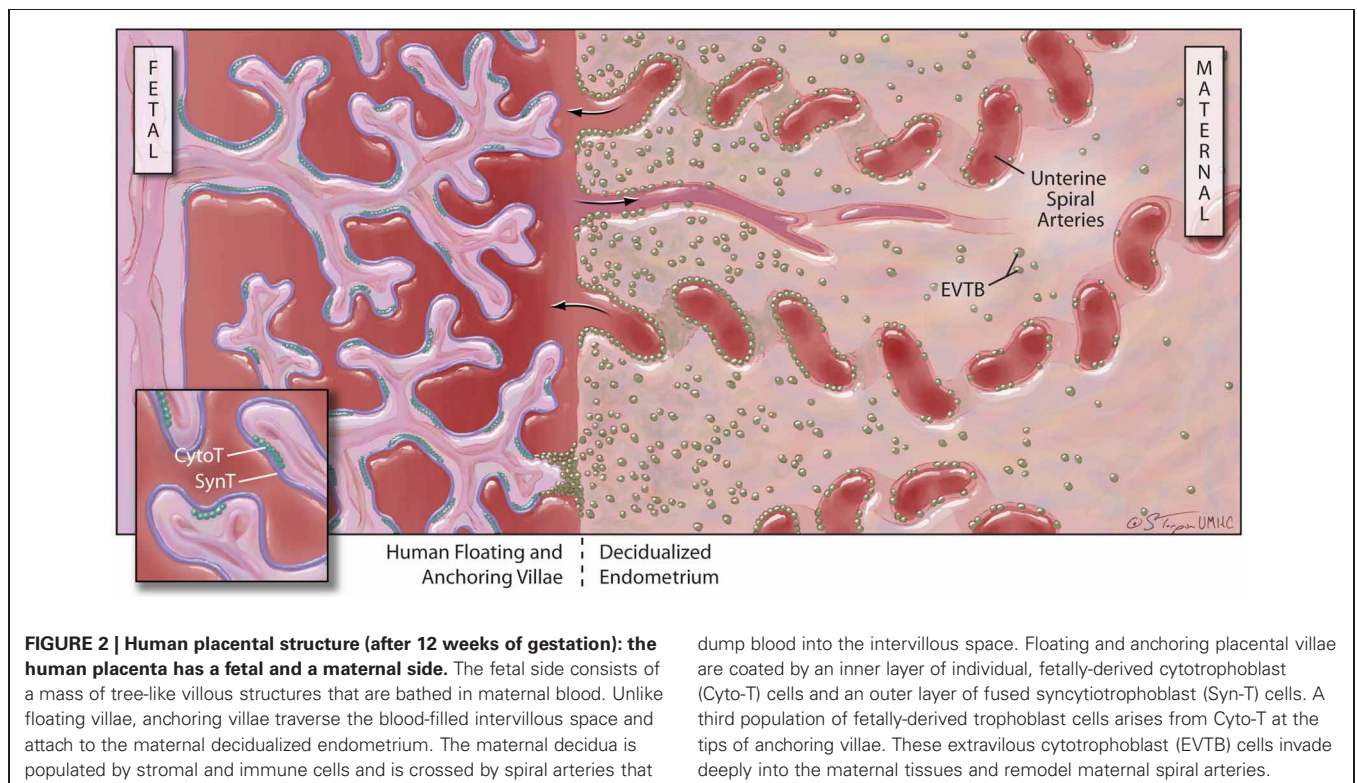 FETAL
MATERNAL
Unterine
Spiral
Arteries
EVTB
CytoT
SynT
UMHC
Human Floating and
Anchoring Villae
Decidualized
Endometrium
FIGURE 2 | Human placental structure (after 12 weeks of gestation): the
human placenta has a fetal and a maternal side. The fetal side consists of
a mass of tree-like villous structures that are bathed in maternal blood. Unlike
floating villae, anchoring villae traverse the blood-filled intervillous space and
attach to the maternal decidualized endometrium. The maternal decidua is
populated by stromal and immune cells and is crossed by spiral arteries that
dump blood into the intervillous space. Floating and anchoring placental villae
are coated by an inner layer of individual, fetally-derived cytotrophoblast
(Cyto-T) cells and an outer layer of fused syncytiotrophoblast (Syn-T) cells. A
third population of fetally-derived trophoblast cells arises from Cyto-T at the
tips of anchoring villae. These extravilous cytotrophoblast (EVTB) cells invade
deeply into the maternal tissues and remodel maternal spiral arteries.